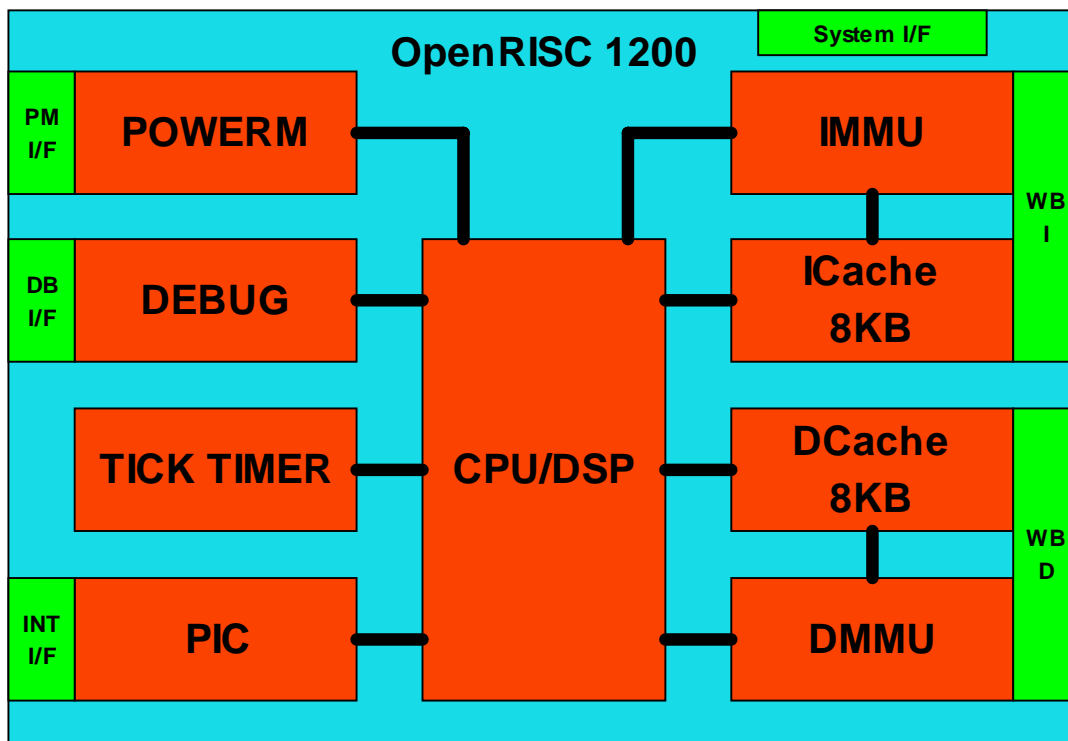 System I/F
OpenRISC 1200
PM
I/F
POWERM
IMMU
WB
I
DB
I/F
DEBUG
ICache
8KB
TICK TIMER
CPU/DSP
DCache
8KB
WB
D
INT
I/F
PIC
DMMU